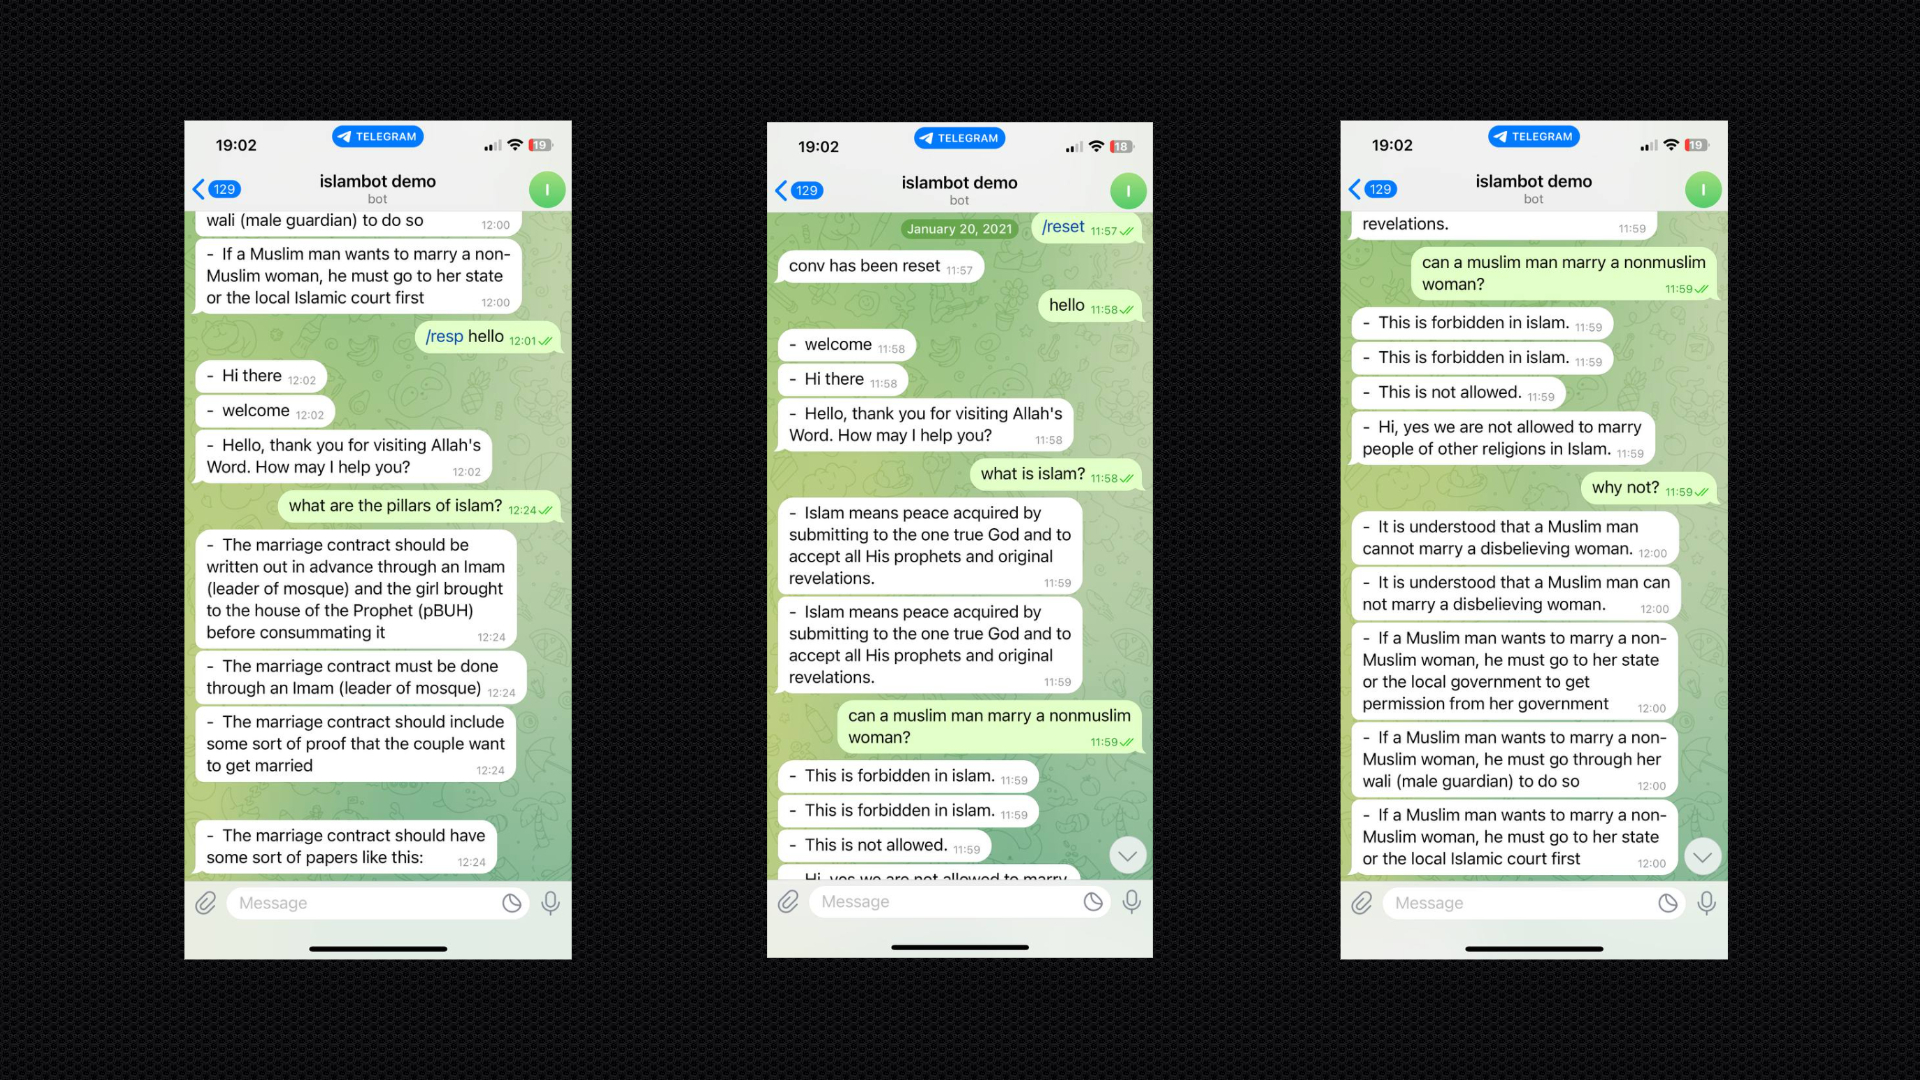 19:02
TELEGRAM
19
129
islambot demo
bot
I
wali (male guardian) to do so 12:00
- If a Muslim man wants to marry a non-
Muslim woman, he must go to her state
or the local Islamic court first 12:00
/resp hello 12:01
- Hi there 12:02
- welcome 12:02
- Hello, thank you for visiting Allah's
Word. How may I help you? 12:02
what are the pillars of islam? 12:24
- The marriage contract should be
written out in advance through an Imam
(leader of mosque) and the girl brought
to the house of the Prophet (pBUH)
before consummating it 12:24
- The marriage contract must be done
through an Imam (leader of mosque) 12:24
- The marriage contract should include
some sort of proof that the couple want
to get married 12:24
- The marriage contract should have
some sort of papers like this: 12:24
Message
19:02
TELEGRAM
18
129
islambot demo
bot
I
January 20, 2021
/reset 11:57
conv has been reset 11:57
hello 11:58
- welcome 11:58
- Hi there 11:58
- Hello, thank you for visiting Allah's
Word. How may I help you? 11:58
what is islam? 11:58
- Islam means peace acquired by
submitting to the one true God and to
accept all His prophets and original
revelations. 11:59
- Islam means peace acquired by
submitting to the one true God and to
accept all His prophets and original
revelations. 11:59
can a muslim man marry a nonmuslim
woman? 11:59
- This is forbidden in islam. 11:59
- This is forbidden in islam. 11:59
- This is not allowed. 11:59
Hi, yes we are not allowed to marry
Message
19:02
TELEGRAM
19
129
islambot demo
bot
I
revelations. 11:59
can a muslim man marry a nonmuslim
woman? 11:59
- This is forbidden in islam. 11:59
- This is forbidden in islam. 11:59
- This is not allowed. 11:59
- Hi, yes we are not allowed to marry
people of other religions in Islam. 11:59
why not? 11:59
- It is understood that a Muslim man
cannot marry a disbelieving woman. 12:00
- It is understood that a Muslim man can
not marry a disbelieving woman. 12:00
- If a Muslim man wants to marry a non-
Muslim woman, he must go to her state
or the local government to get
permission from her government 12:00
- If a Muslim man wants to marry a non-
Muslim woman, he must go through her
wali (male guardian) to do so 12:00
- If a Muslim man wants to marry a non-
Muslim woman, he must go to her state
or the local Islamic court first 12:00
Message